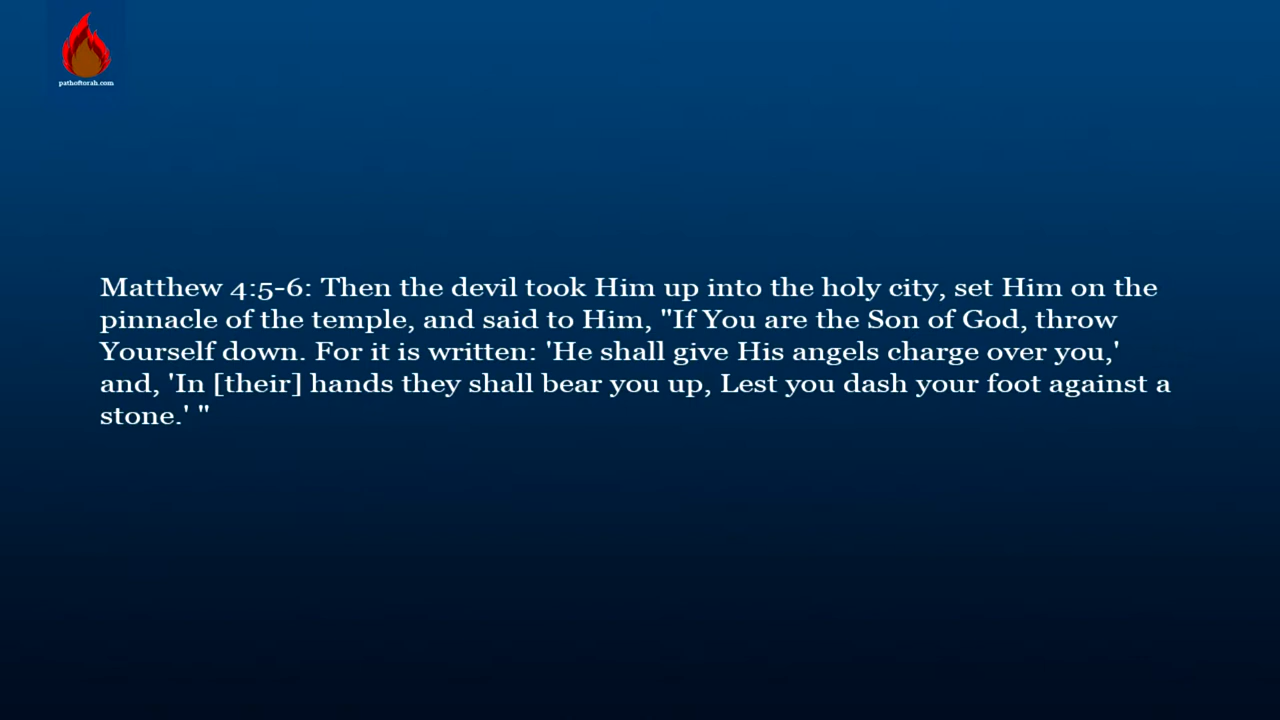 pathoftorah.com
Matthew 4:5-6: Then the devil took Him up into the holy city, set Him on the
pinnacle of the temple, and said to Him, "If You are the Son of God, throw
Yourself down. For it is written: 'He shall give His angels charge over you,'
and, 'In [their] hands they shall bear you up, Lest you dash your foot against a
stone.' "